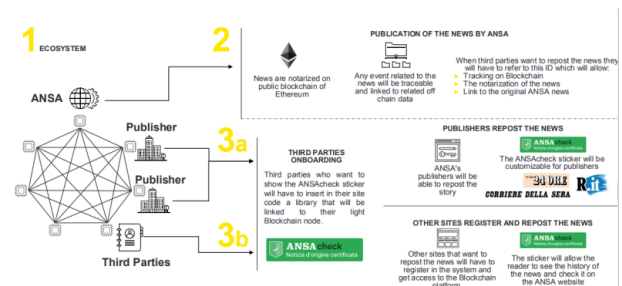 1 ECOSYSTEM
ANSA
Publisher
Publisher
Third Parties
2
PUBLICATION OF THE NEWS BY ANSA
News are notarized on
public blockchain of
Ethereum
Any event related to the
news will be traceable
and linked to related off
chain data
When third parties want to repost the news they
will have to refer to this ID which will allow:
Tracking on Blockchain
The notarization of the news
Link to the original ANSA news
3a
3b
THIRD PARTIES
ONBOARDING
Third parties who want to
show the ANSAcheck sticker
will have to insert in their site
code a library that will be
linked to their light
Blockchain node.
ANSA check
Notizia d'origine certificata
PUBLISHERS REPOST THE NEWS
ANSA's
publishers will be
able to repost the
story
ANSA check
The ANSAcheck sticker will be
customizable for publishers
24 ORE
R.it
CORRIERE DELLA SERA
OTHER SITES REGISTER AND REPOST THE NEWS
Other sites that want to
repost the news will have to
register in the system and
get access to the Blockchain
platform
ANSA check
The sticker will allow the
reader to see the history of
the news and check it on
the ANSA website